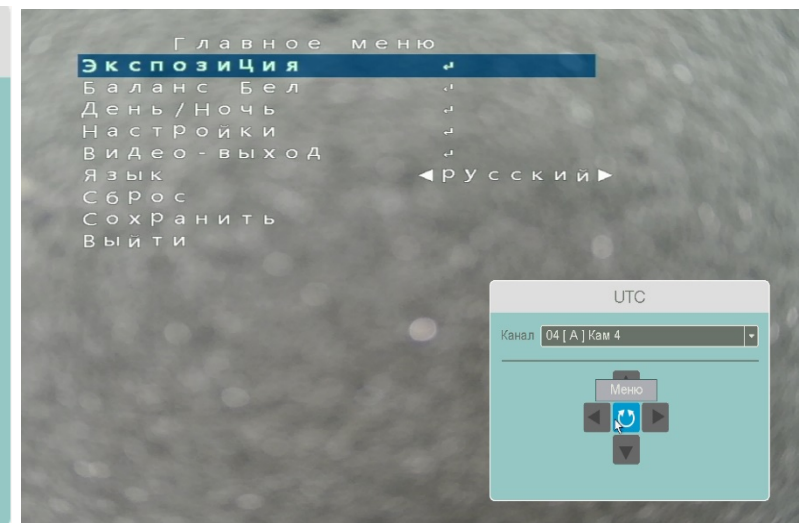 Главное меню
Экспозиция
Баланс Бел
День/Ночь
Настройки
Видео-выход
Язык ◀русский▶
Сброс
Сохранить
Выйти
UTC
Канал 04 [ A ] Кам 4
Меню